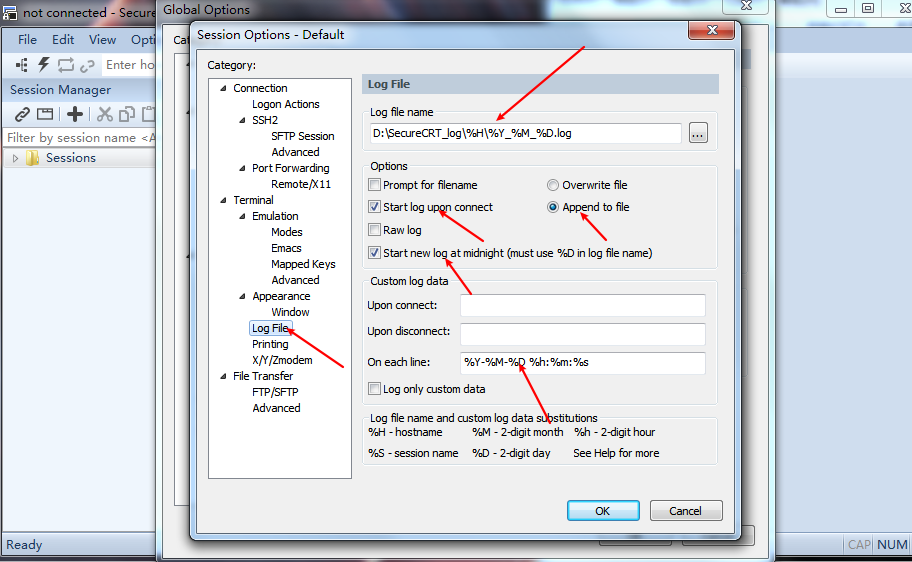 not connected - Secure
Global Options
File Edit View Opti
Enter ho
Session Manager
Filter by session name <A
Sessions
Session Options - Default
Category:
Connection
Logon Actions
SSH2
SFTP Session
Advanced
Port Forwarding
Remote/X11
Terminal
Emulation
Modes
Emacs
Mapped Keys
Advanced
Appearance
Window
Log File
Printing
X/Y/Zmodem
File Transfer
FTP/SFTP
Advanced
Log File
Log file name
D:\SecureCRT_log\%H\%Y_%M_%D.log
...
Options
Prompt for filename
Overwrite file
Start log upon connect
Append to file
Raw log
Start new log at midnight (must use %D in log file name)
Custom log data
Upon connect:
Upon disconnect:
On each line:
%Y-%M-%D %h:%m:%s
Log only custom data
Log file name and custom log data substitutions
%H - hostname %M - 2-digit month %h - 2-digit hour
%S - session name %D - 2-digit day See Help for more
OK
Cancel
Ready
CAP NUM